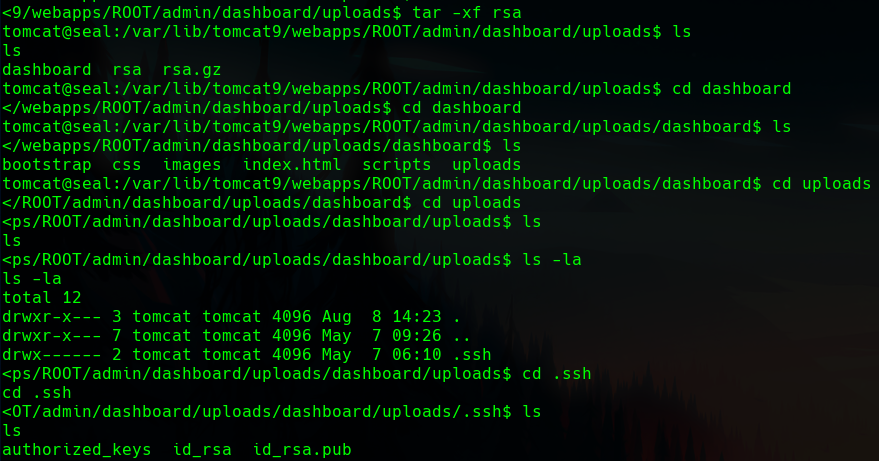 <9/webapps/ROOT/admin/dashboard/uploads$ tar -xf rsa
tomcat@seal:/var/lib/tomcat9/webapps/ROOT/admin/dashboard/uploads$ ls
ls
dashboard  rsa  rsa.gz
tomcat@seal:/var/lib/tomcat9/webapps/ROOT/admin/dashboard/uploads$ cd dashboard
</webapps/ROOT/admin/dashboard/uploads$ cd dashboard
tomcat@seal:/var/lib/tomcat9/webapps/ROOT/admin/dashboard/uploads/dashboard$ ls
</webapps/ROOT/admin/dashboard/uploads/dashboard$ ls
bootstrap  css  images  index.html  scripts  uploads
tomcat@seal:/var/lib/tomcat9/webapps/ROOT/admin/dashboard/uploads/dashboard$ cd uploads
</ROOT/admin/dashboard/uploads/dashboard$ cd uploads
<ps/ROOT/admin/dashboard/uploads/dashboard/uploads$ ls
ls
<ps/ROOT/admin/dashboard/uploads/dashboard/uploads$ ls -la
ls -la
total 12
drwxr-x--- 3 tomcat tomcat 4096 Aug  8 14:23 .
drwxr-x--- 7 tomcat tomcat 4096 May  7 09:26 ..
drwx------ 2 tomcat tomcat 4096 May  7 06:10 .ssh
<ps/ROOT/admin/dashboard/uploads/dashboard/uploads$ cd .ssh
cd .ssh
<OT/admin/dashboard/uploads/dashboard/uploads/.ssh$ ls
ls
authorized_keys  id_rsa  id_rsa.pub